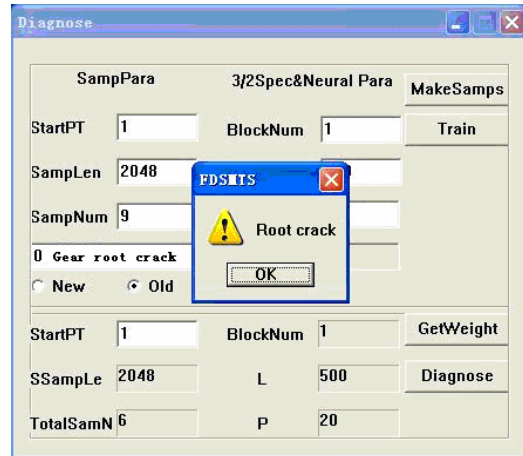 Diagnose
SampPara 3/2Spec&Neural Para MakeSamps
StartPT 1 BlockNum 1 Train
SampLen 2048
FDSMTS
SampNum 9
Root crack
0 Gear root crack
OK
New Old
StartPT 1 BlockNum 1 GetWeight
SSampLe 2048 L 500 Diagnose
TotalSamN 6 P 20